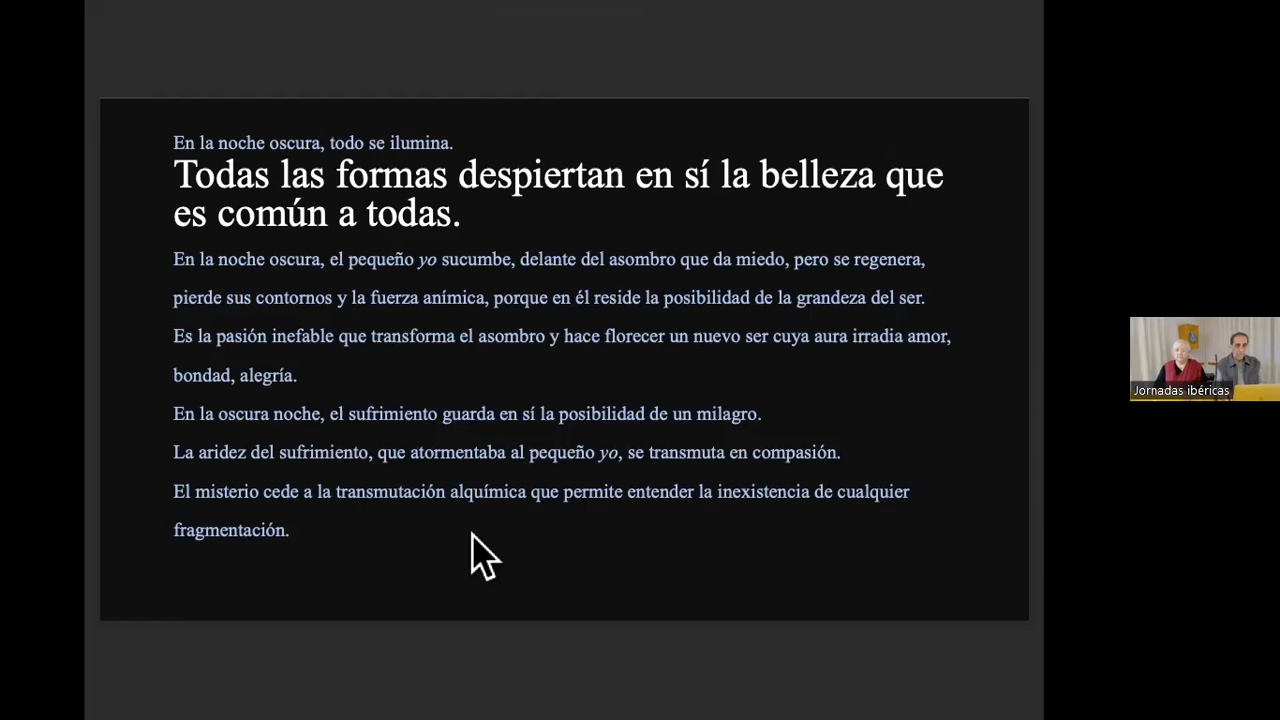 En la noche oscura, todo se ilumina.
Todas las formas despiertan en sí la belleza que
es común a todas.
En la noche oscura, el pequeño yo sucumbe, delante del asombro que da miedo, pero se regenera,
pierde sus contornos y la fuerza anímica, porque en él reside la posibilidad de la grandeza del ser.
Es la pasión inefable que transforma el asombro y hace florecer un nuevo ser cuya aura irradia amor,
bondad, alegría.
En la oscura noche, el sufrimiento guarda en sí la posibilidad de un milagro.
La aridez del sufrimiento, que atormentaba al pequeño yo, se transmuta en compasión.
El misterio cede a la transmutación alquímica que permite entender la inexistencia de cualquier
fragmentación.
Jornadas ibéricas